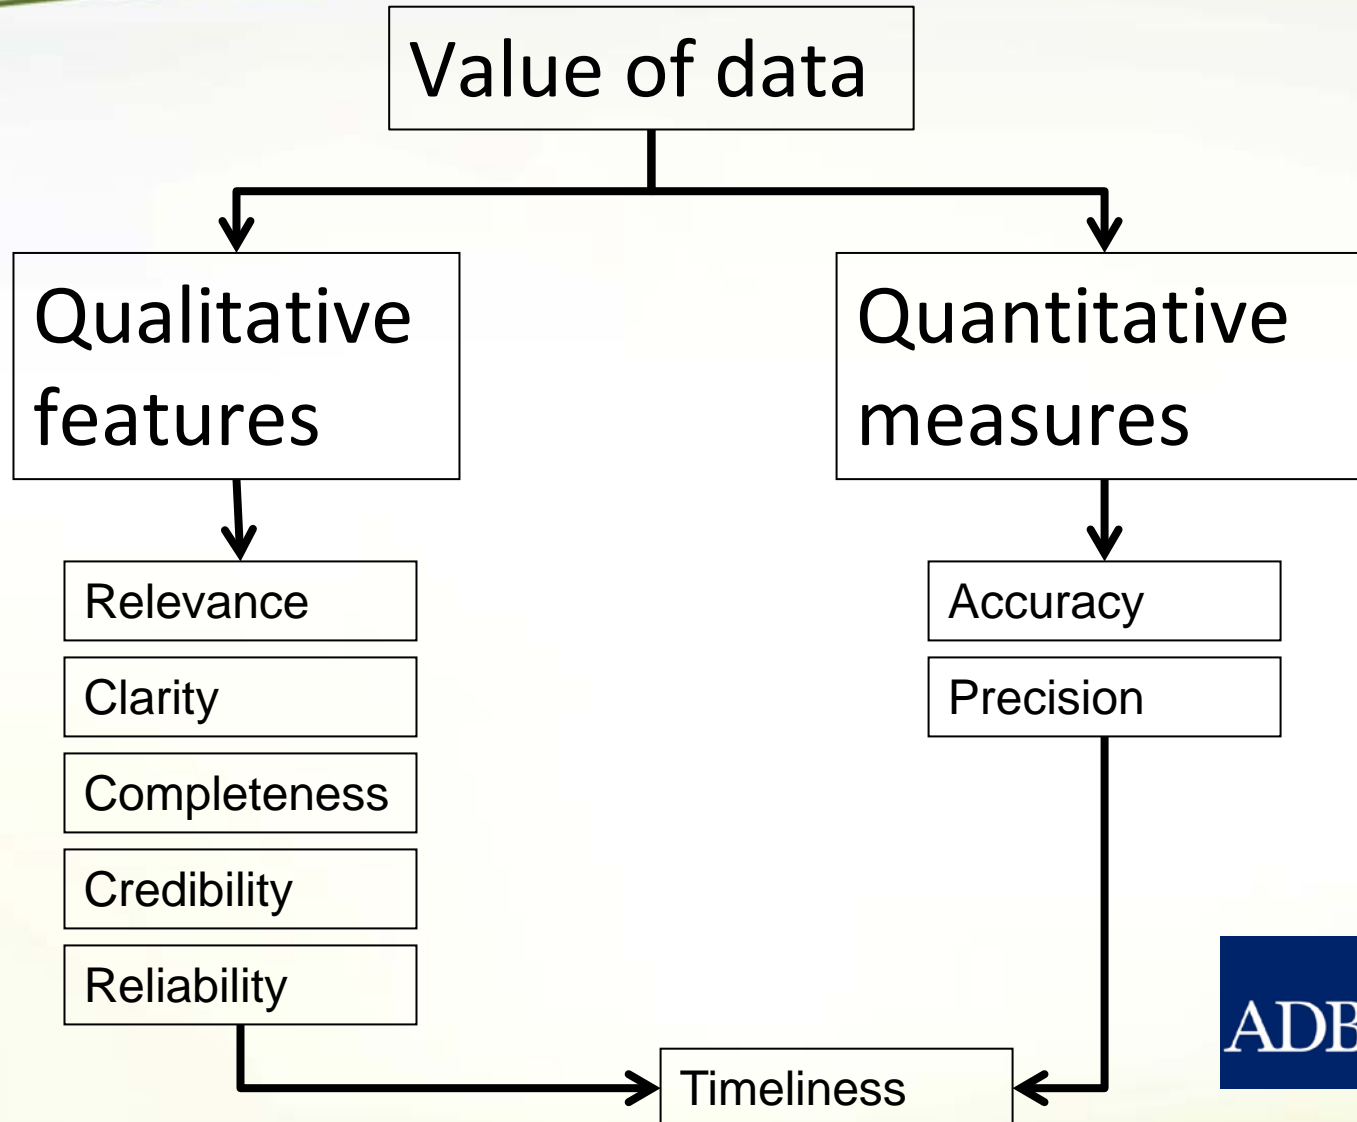 Value of data
Qualitative
features
Quantitative
measures
Relevance
Clarity
Completeness
Credibility
Reliability
Accuracy
Precision
Timeliness
ADB